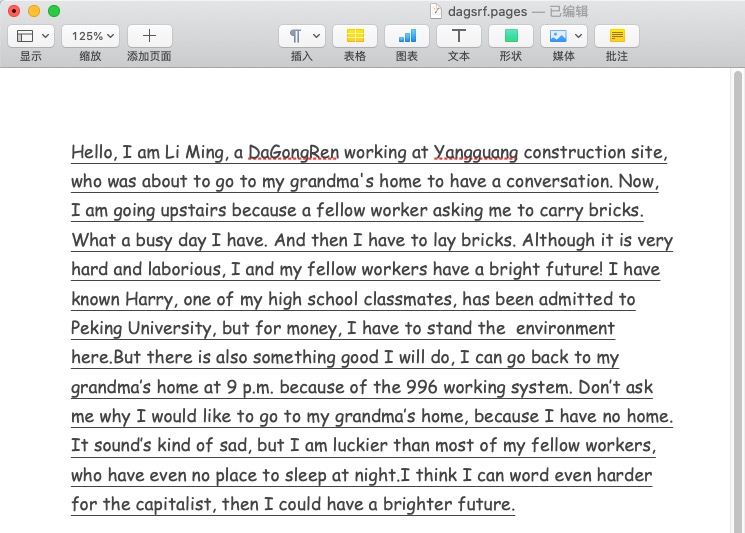 dagsrf.pages — 已编辑
125%
显示 缩放 添加页面 插入 表格 图表 文本 形状 媒体 批注
Hello, I am Li Ming, a DaGongRen working at Yangguang construction site,
who was about to go to my grandma's home to have a conversation. Now,
I am going upstairs because a fellow worker asking me to carry bricks.
What a busy day I have. And then I have to lay bricks. Although it is very
hard and laborious, I and my fellow workers have a bright future! I have
known Harry, one of my high school classmates, has been admitted to
Peking University, but for money, I have to stand the  environment
here.But there is also something good I will do, I can go back to my
grandma’s home at 9 p.m. because of the 996 working system. Don’t ask
me why I would like to go to my grandma’s home, because I have no home.
It sound’s kind of sad, but I am luckier than most of my fellow workers,
who have even no place to sleep at night.I think I can word even harder
for the capitalist, then I could have a brighter future.